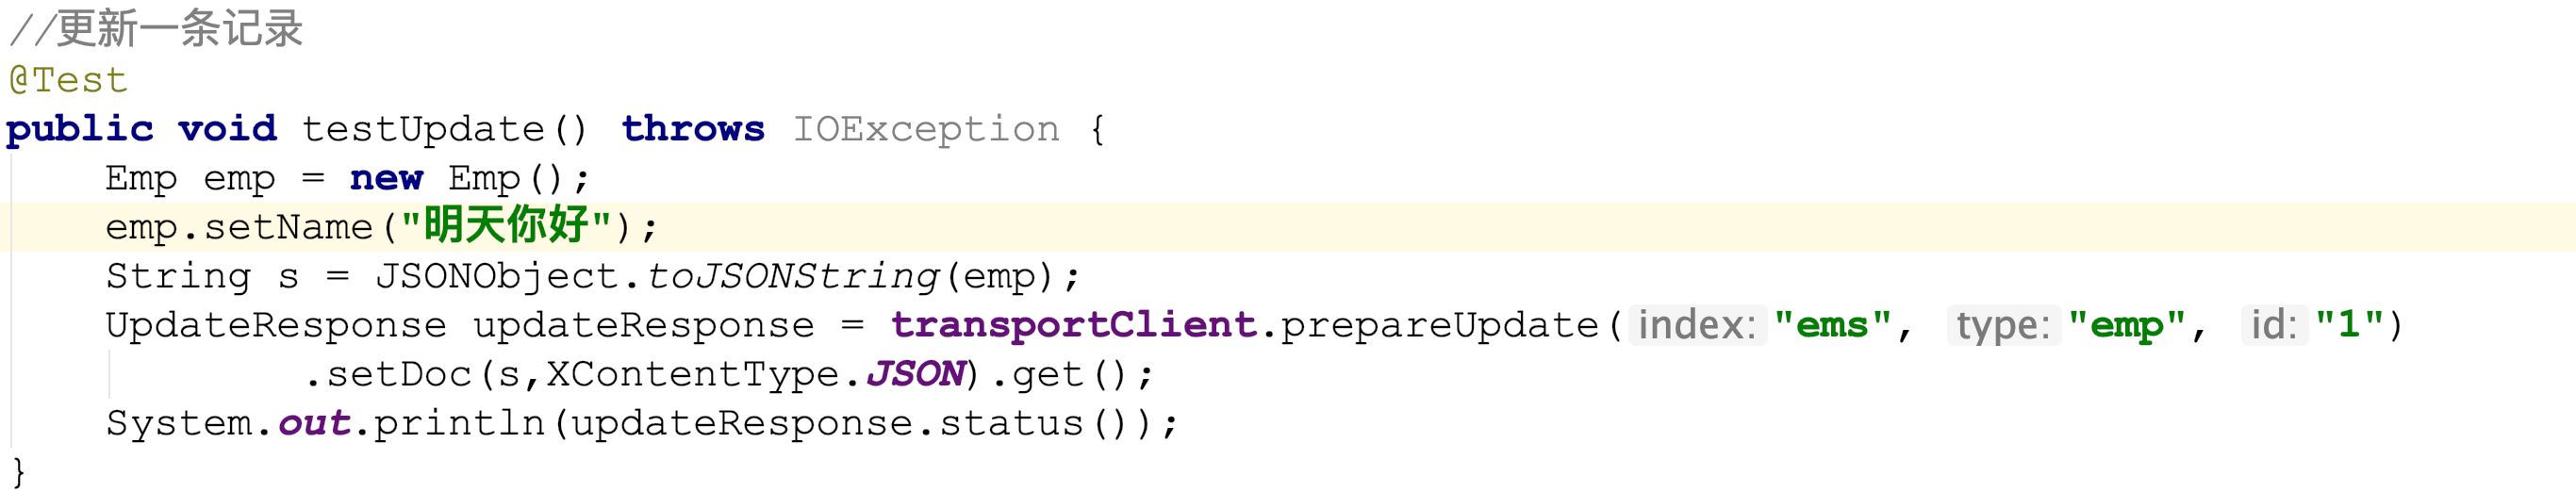 //更新一条记录
@Test
public void testUpdate() throws IOException {
    Emp emp = new Emp();
    emp.setName("明天你好");
    String s = JSONObject.toJSONString(emp);
    UpdateResponse updateResponse = transportClient.prepareUpdate( index: "ems", type: "emp", id: "1")
            .setDoc(s,XContentType.JSON).get();
    System.out.println(updateResponse.status());
}